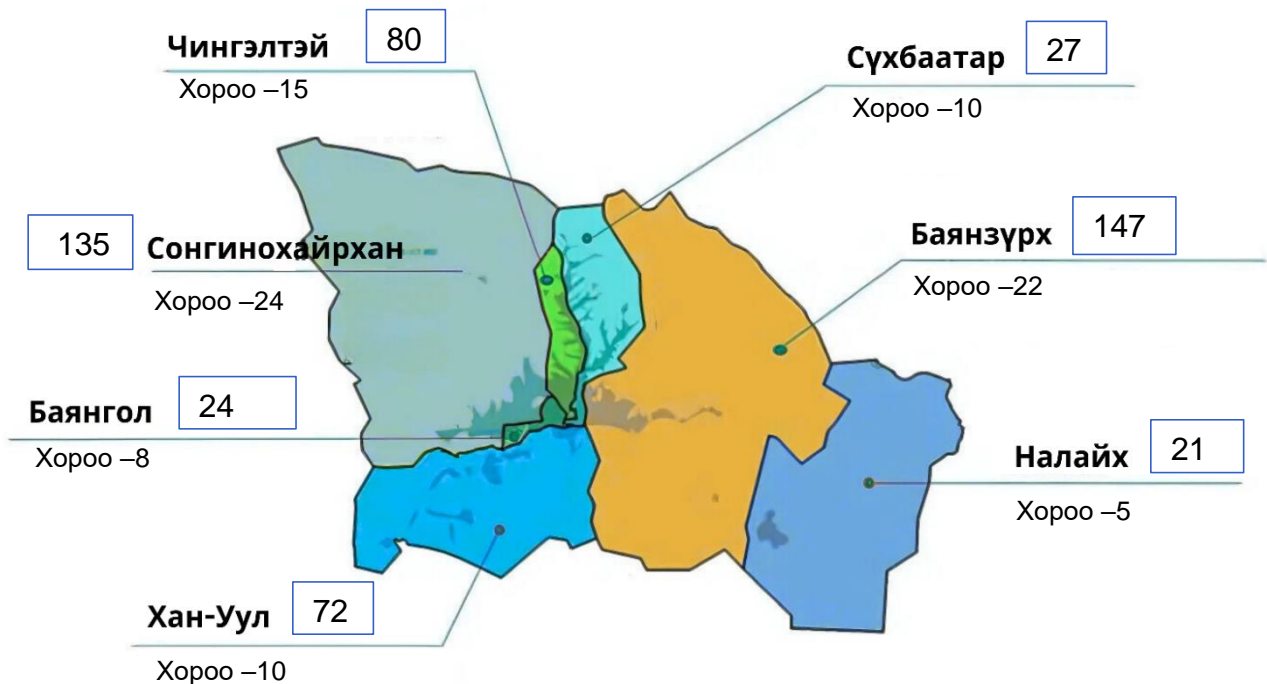 Чингэлтэй 80
Хороо –15
Сүхбаатар 27
Хороо –10
135 Сонгинохайрхан
Хороо –24
Баянзүрх 147
Хороо –22
Баянгол 24
Хороо –8
Налайх 21
Хороо –5
Хан-Уул 72
Хороо –10